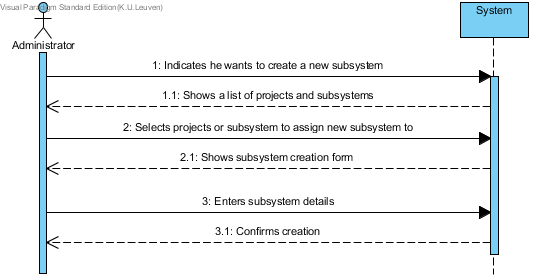 Visual Paradigm Standard Edition(K.U.Leuven)
System
Administrator
1: Indicates he wants to create a new subsystem
1.1: Shows a list of projects and subsystems
2: Selects projects or subsystem to assign new subsystem to
2.1: Shows subsystem creation form
3: Enters subsystem details
3.1: Confirms creation